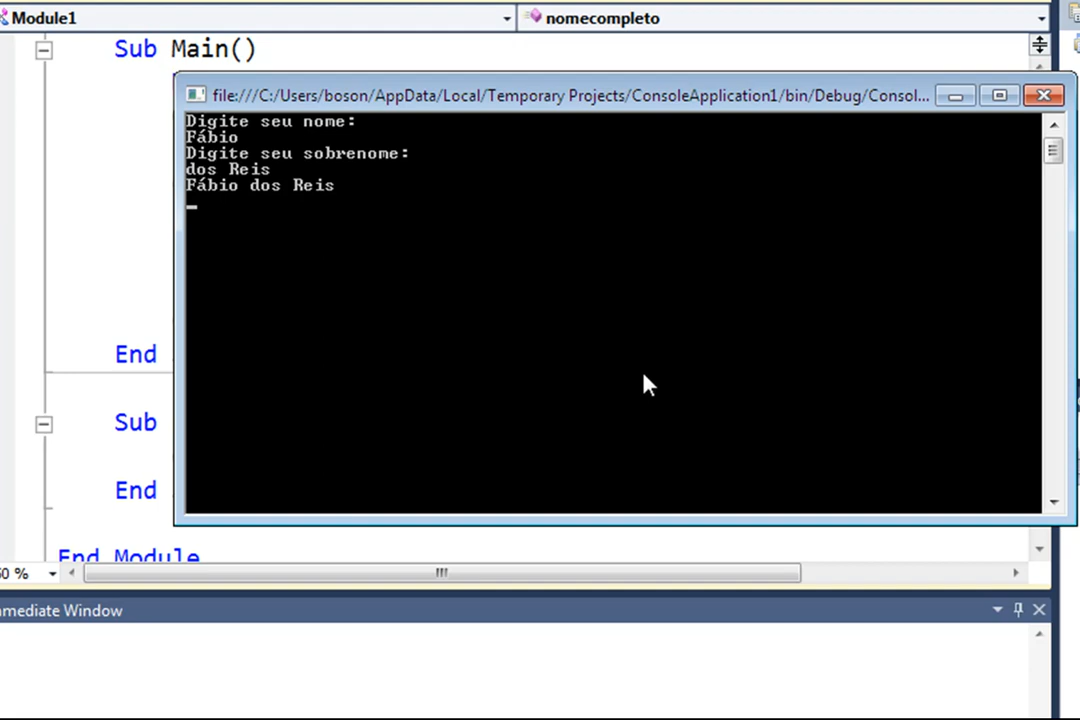 Module1
nomecompleto
Sub Main()
file:///C:/Users/boson/AppData/Local/Temporary Projects/ConsoleApplication1/bin/Debug/Consol...
Digite seu nome:
Fábio
Digite seu sobrenome:
dos Reis
Fábio dos Reis
End
Sub
End
End Module
0 %
mmediate Window